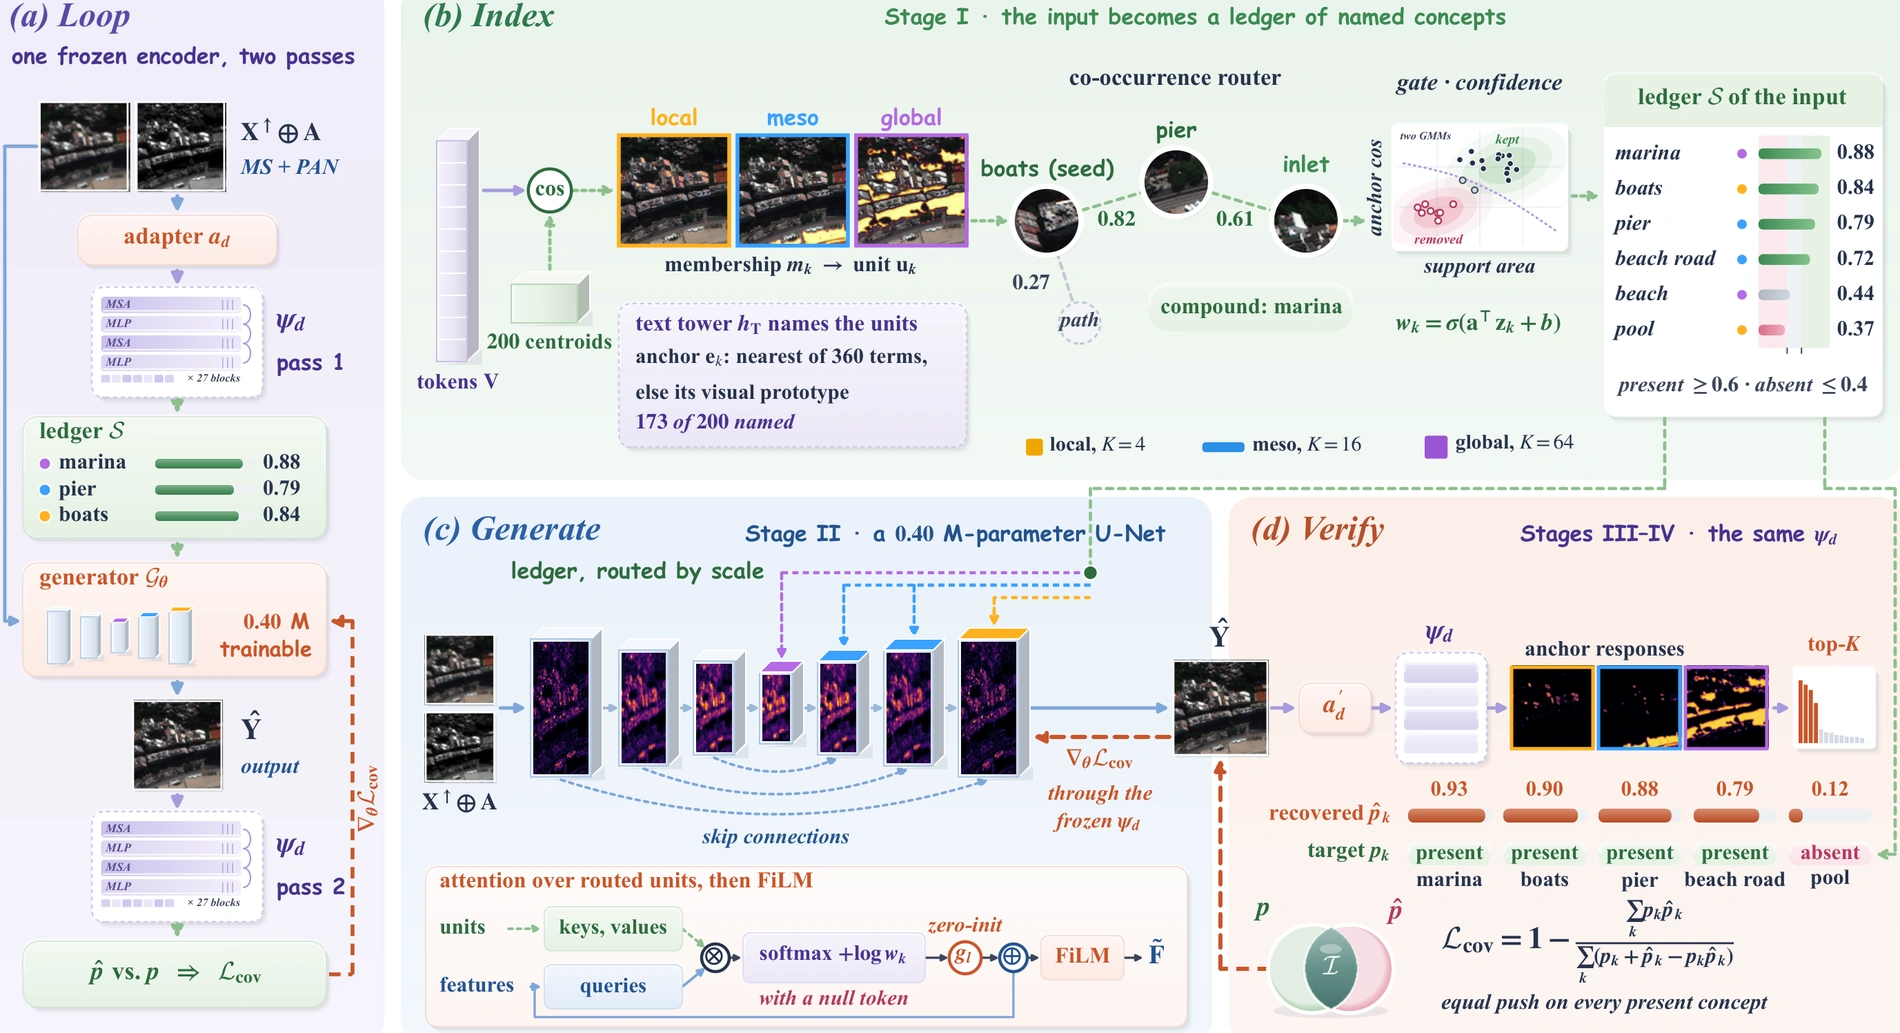 (a) Loop
one frozen encoder, two passes
X↑ ⊕ A
MS + PAN
adapter a_d
MSA
MLP
MSA
MLP
× 27 blocks
ψ_d
pass 1
ledger 𝒮
marina 0.88
pier 0.79
boats 0.84
generator 𝒢_θ
0.40 M
trainable
Ŷ
output
MSA
MLP
MSA
MLP
× 27 blocks
ψ_d
pass 2
∇_θ ℒ_cov
p̂ vs. p ⇒ ℒ_cov
(b) Index
Stage I · the input becomes a ledger of named concepts
tokens V
cos
200 centroids
local
meso
global
membership m_k → unit u_k
text tower h_T names the units
anchor e_k: nearest of 360 terms,
else its visual prototype
173 of 200 named
co-occurrence router
boats (seed)
pier
inlet
0.82
0.61
0.27
path
compound: marina
gate · confidence
anchor cos
two GMMs
kept
removed
support area
w_k = σ(a⊤ z_k + b)
local, K = 4
meso, K = 16
global, K = 64
ledger 𝒮 of the input
marina 0.88
boats 0.84
pier 0.79
beach road 0.72
beach 0.44
pool 0.37
present ≥ 0.6 · absent ≤ 0.4
(c) Generate
Stage II · a 0.40 M-parameter U-Net
ledger, routed by scale
X↑ ⊕ A
skip connections
Ŷ
∇_θ ℒ_cov
through the
frozen ψ_d
attention over routed units, then FiLM
units
keys, values
features
queries
⊗
softmax + log w_k
with a null token
zero-init
g_l
⊕
FiLM
F̃
(d) Verify
Stages III–IV · the same ψ_d
a′_d
ψ_d
anchor responses
top-K
recovered p̂_k
0.93 0.90 0.88 0.79 0.12
target p_k
present present present present absent
marina boats pier beach road pool
p
p̂
ℐ
ℒ_cov = 1 − ∑_k p_k p̂_k / ∑_k (p_k + p̂_k − p_k p̂_k)
equal push on every present concept